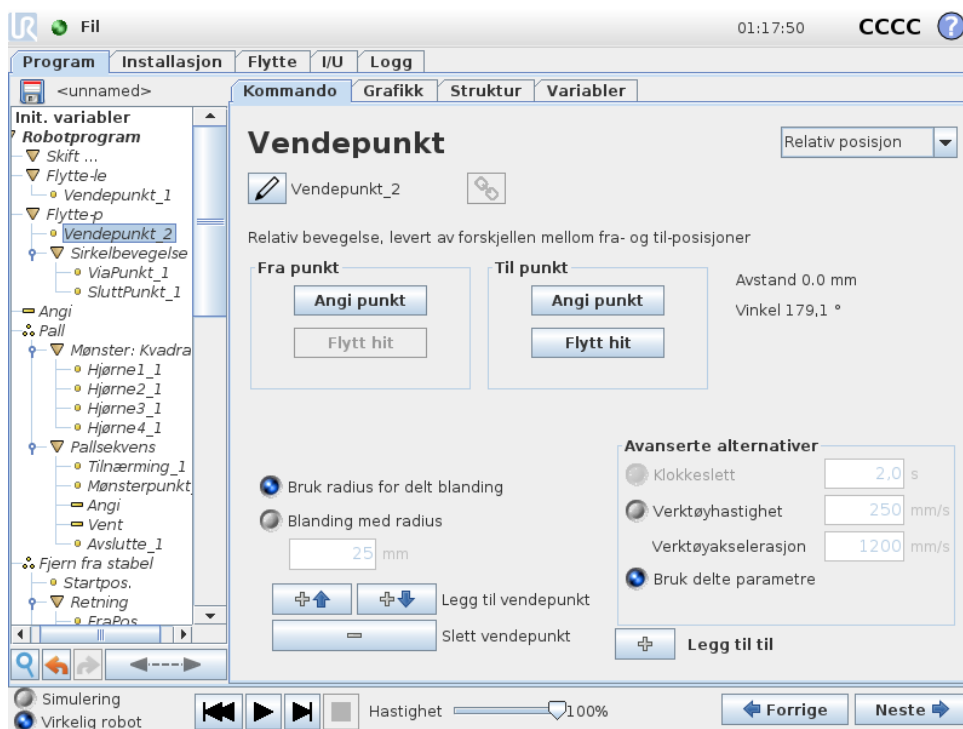 UR Fil 01:17:50 CCCC ?
Program Installasjon Flytte I/U Logg
<unnamed> Kommando Grafikk Struktur Variabler
Init. variabler
Robotprogram
Skift ...
Flytte-le
Vendepunkt_1
Flytte-p
Vendepunkt_2
Sirkelbevegelse
ViaPunkt_1
SluttPunkt_1
Angi
Pall
Mønster: Kvadra
Hjørne1_1
Hjørne2_1
Hjørne3_1
Hjørne4_1
Pallsekvens
Tilnærming_1
Mønsterpunkt_
Angi
Vent
Avslutte_1
Fjern fra stabel
Startpos.
Retning
FraPos
Vendepunkt
Relativ posisjon
Vendepunkt_2
Relativ bevegelse, levert av forskjellen mellom fra- og til-posisjoner
Fra punkt
Angi punkt
Flytt hit
Til punkt
Angi punkt
Flytt hit
Avstand 0.0 mm
Vinkel 179,1 °
Bruk radius for delt blanding
Blanding med radius
25 mm
Legg til vendepunkt
Slett vendepunkt
Avanserte alternativer
Klokkeslett 2,0 s
Verktøyhastighet 250 mm/s
Verktøyakselerasjon 1200 mm/s
Bruk delte parametre
Legg til til
Simulering
Virkelig robot
Hastighet 100%
Forrige Neste